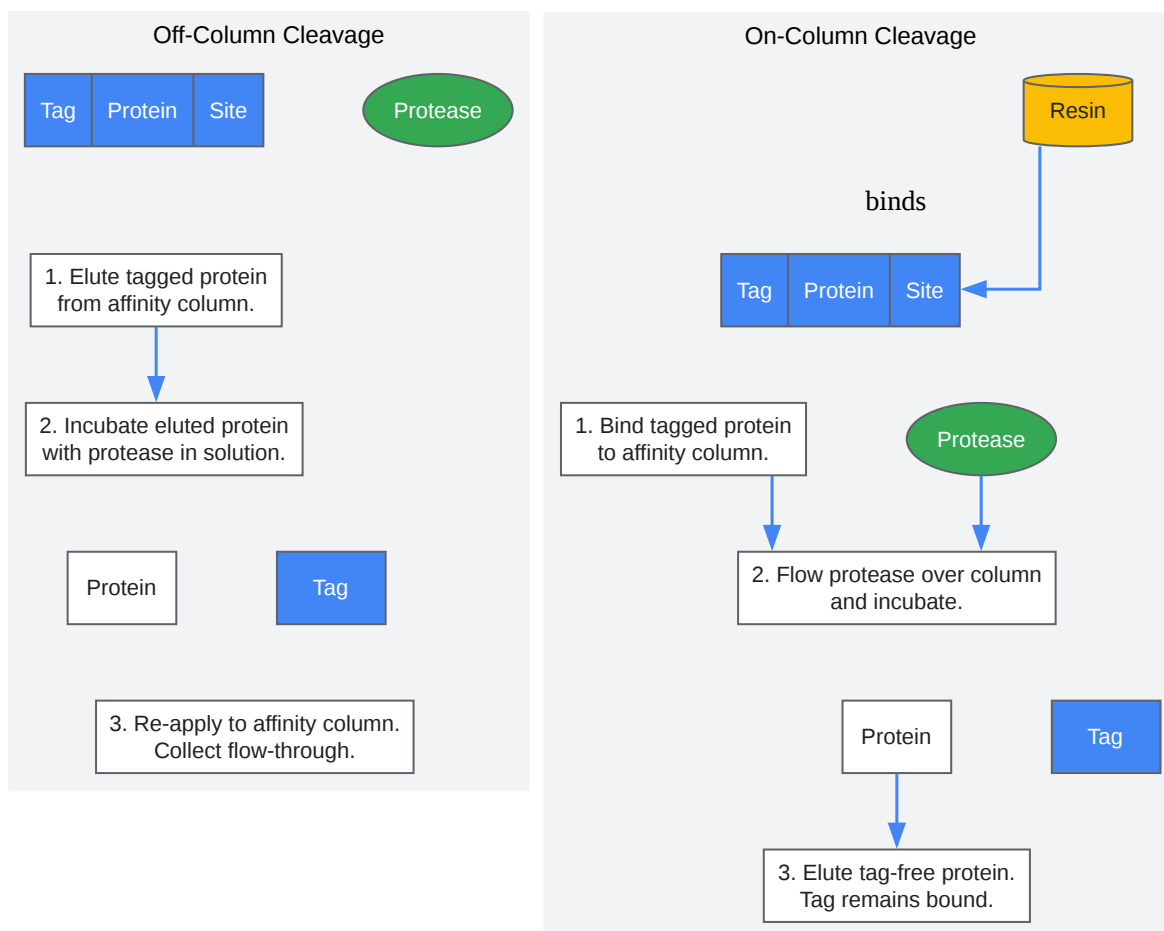 Off-Column Cleavage
Tag Protein Site
Protease
1. Elute tagged protein
from affinity column.
2. Incubate eluted protein
with protease in solution.
Protein
Tag
3. Re-apply to affinity column.
Collect flow-through.
On-Column Cleavage
Resin
binds
Tag Protein Site
1. Bind tagged protein
to affinity column.
Protease
2. Flow protease over column
and incubate.
Protein
Tag
3. Elute tag-free protein.
Tag remains bound.